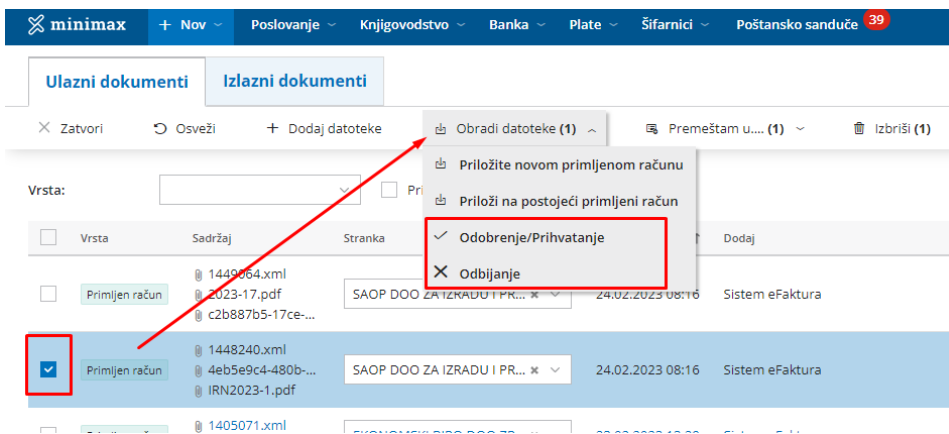 minimax + Nov Poslovanje Knjigovodstvo Banka Plate Šifarnici Poštansko sanduče 39
Ulazni dokumenti Izlazni dokumenti
Zatvori Osveži + Dodaj datoteke Obradi datoteke (1) Premeštam u.... (1) Izbriši (1)
Priložite novom primljenom računu
Vrsta: Pri
Priloži na postojeći primljeni račun
Odobrenje/Prihvatanje
Vrsta Sadržaj Stranka Dodaj
Odbijanje
1449064.xml
Primljen račun 2023-17.pdf SAOP DOO ZA IZRADU I PR... 24.02.2023 08:16 Sistem eFaktura
c2b887b5-17ce-...
1448240.xml
Primljen račun 4eb5e9c4-480b-... SAOP DOO ZA IZRADU I PR... 24.02.2023 08:16 Sistem eFaktura
IRN2023-1.pdf
1405071.xml